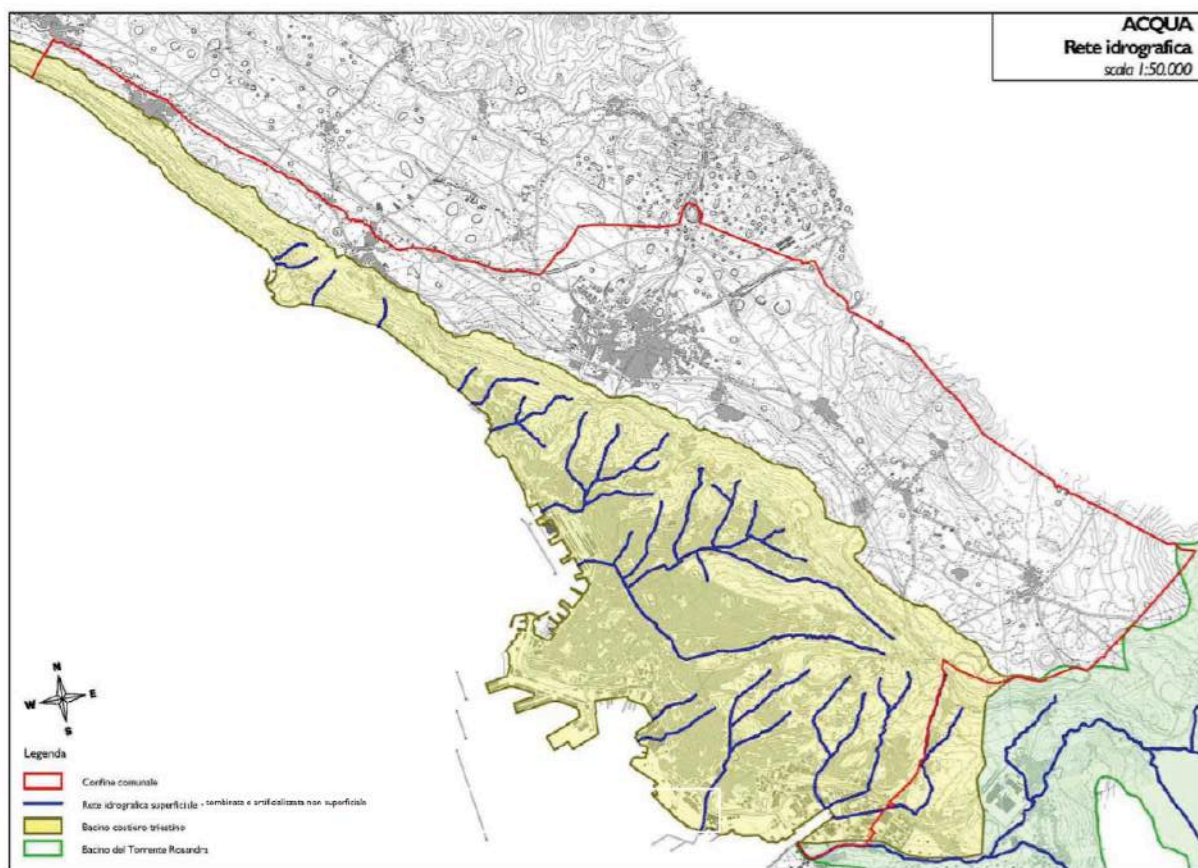 ACQUA
Rete idrografica
scala 1:50.000
N
W E
S
Legenda
Confine comunale
Rete idrografica superficiale - tombinata o artificializzata non superficiale
Bacino costiero triestino
Bacino del Torrente Rosandra